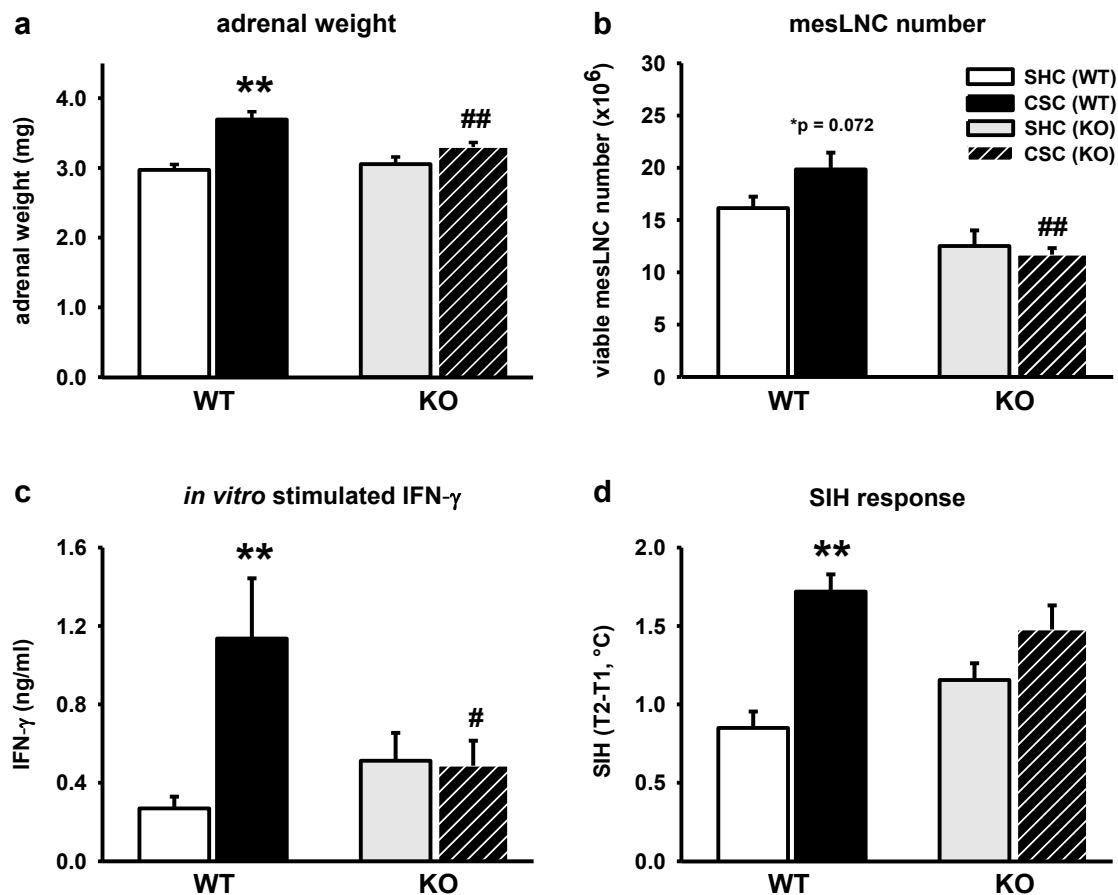 a
adrenal weight
adrenal weight (mg)
4.0
3.0
2.0
1.0
0.0
**
##
WT
KO
b
mesLNC number
viable mesLNC number (x10⁶)
30
25
20
15
10
5
0
*p = 0.072
##
SHC (WT)
CSC (WT)
SHC (KO)
CSC (KO)
WT
KO
c
in vitro stimulated IFN-γ
IFN-γ (ng/ml)
1.6
1.2
0.8
0.4
0.0
**
#
WT
KO
d
SIH response
SIH (T2-T1, °C)
2.0
1.5
1.0
0.5
0.0
**
WT
KO